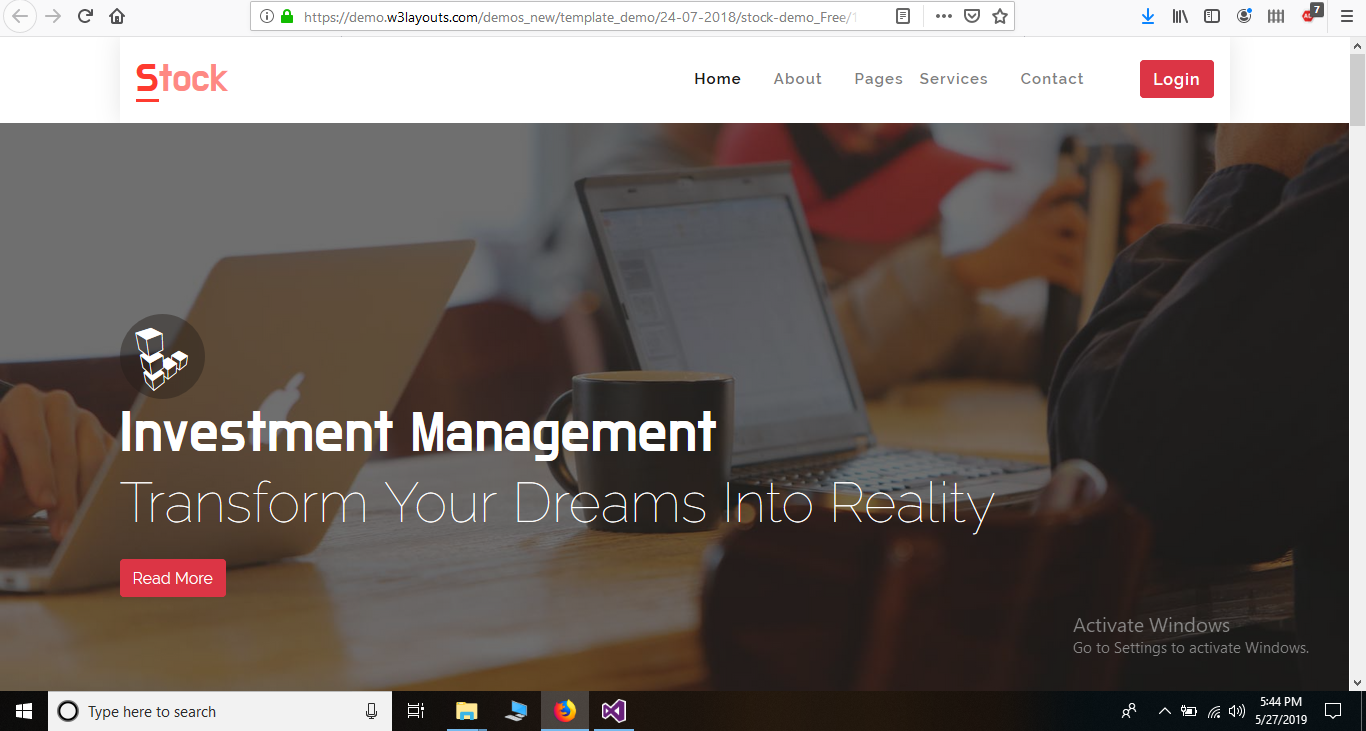 https://demo.w3layouts.com/demos_new/template_demo/24-07-2018/stock-demo_Free/
7
Stock
Home About Pages Services Contact Login
Investment Management
Transform Your Dreams Into Reality
Read More
Activate Windows
Go to Settings to activate Windows.
Type here to search
5:44 PM
5/27/2019